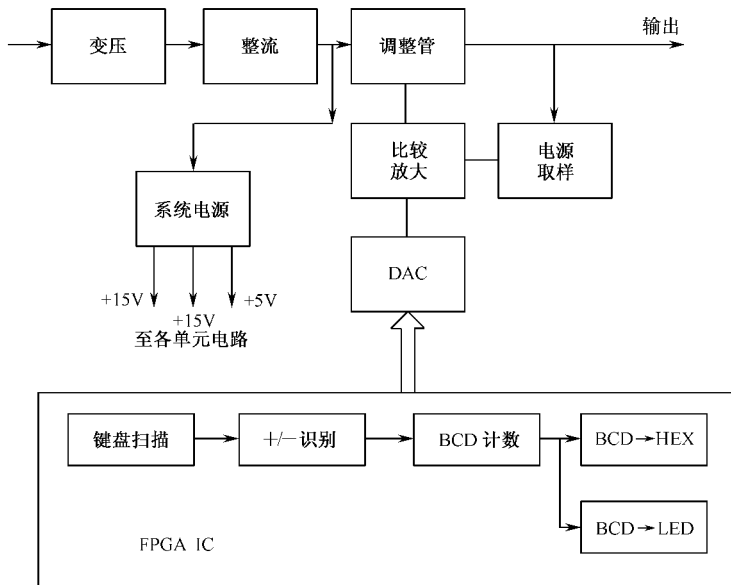 变压
整流
调整管
输出
比较
放大
电源
取样
系统电源
DAC
+15V
+15V
+5V
至各单元电路
键盘扫描
+/−识别
BCD 计数
BCD→HEX
BCD→LED
FPGA IC